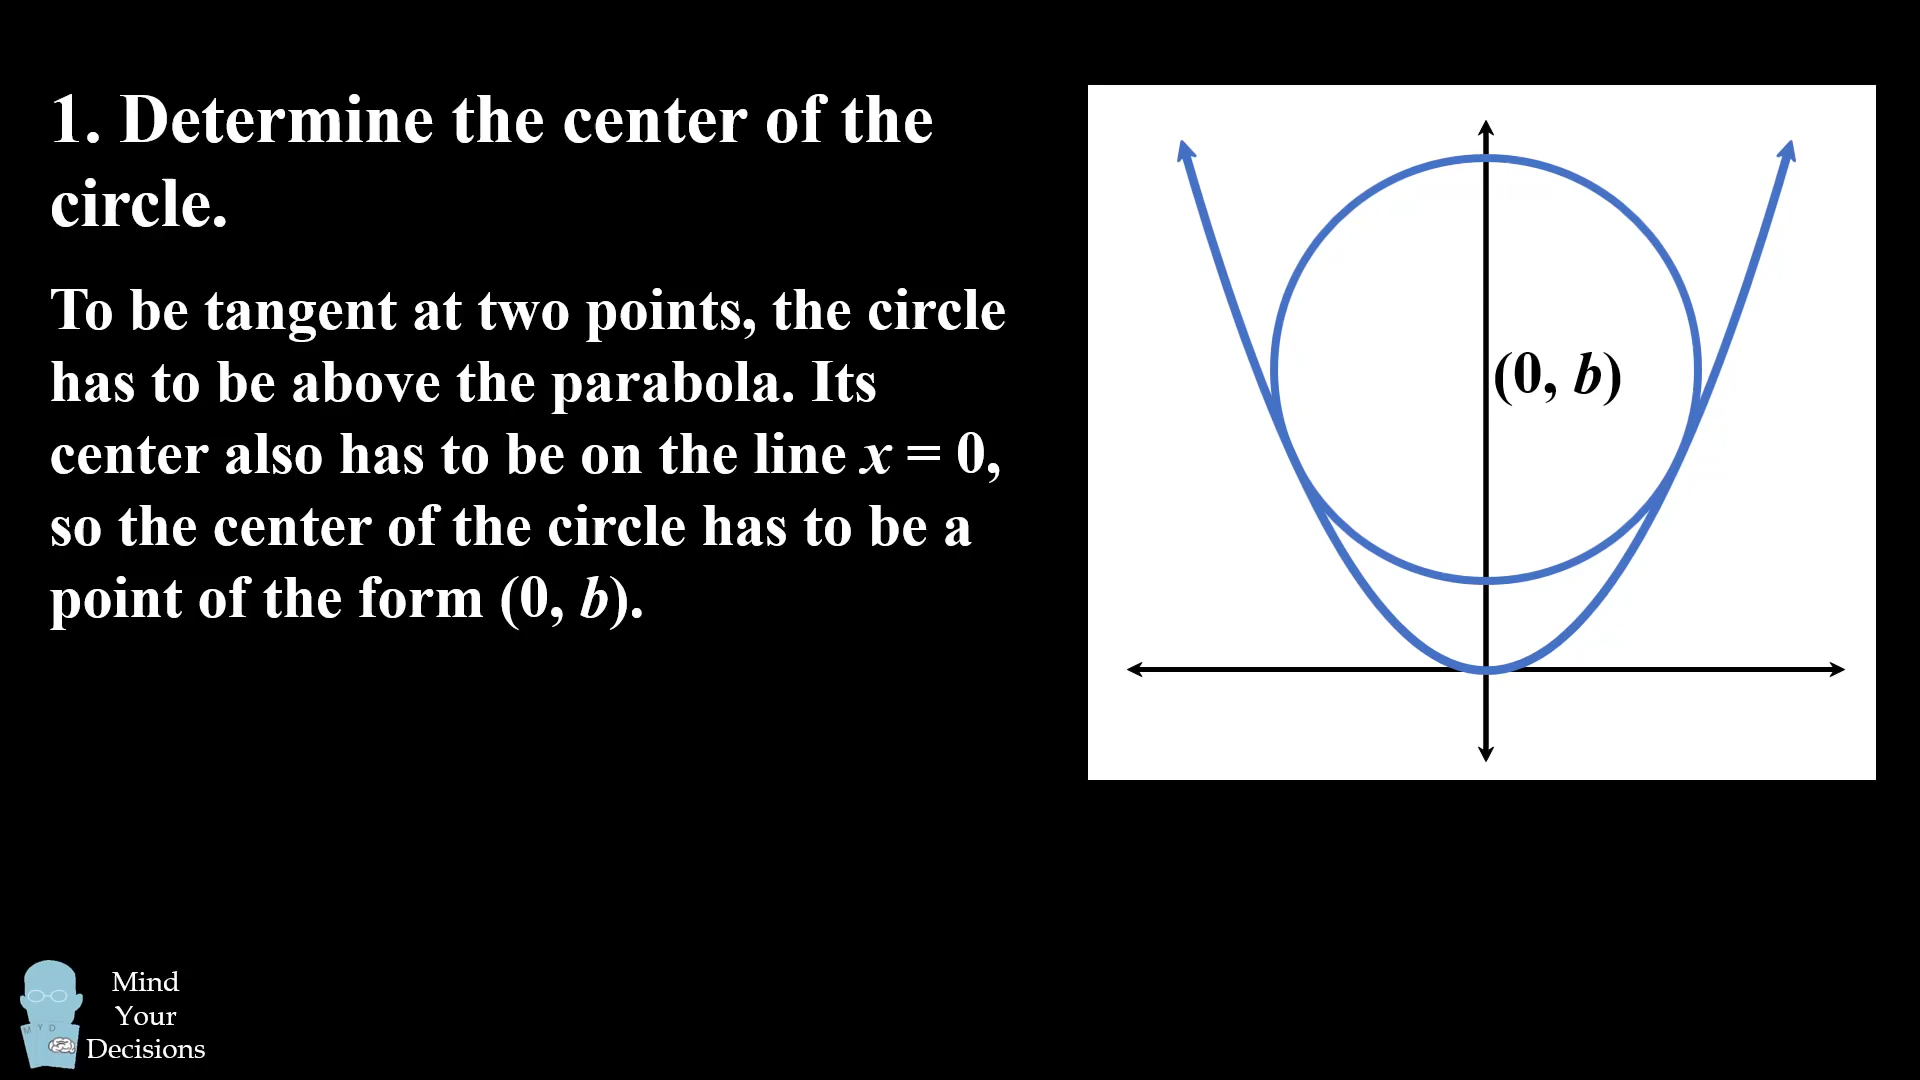 1. Determine the center of the
circle.
To be tangent at two points, the circle
has to be above the parabola. Its
center also has to be on the line x = 0,
so the center of the circle has to be a
point of the form (0, b).
(0, b)
M Y D
Mind
Your
Decisions